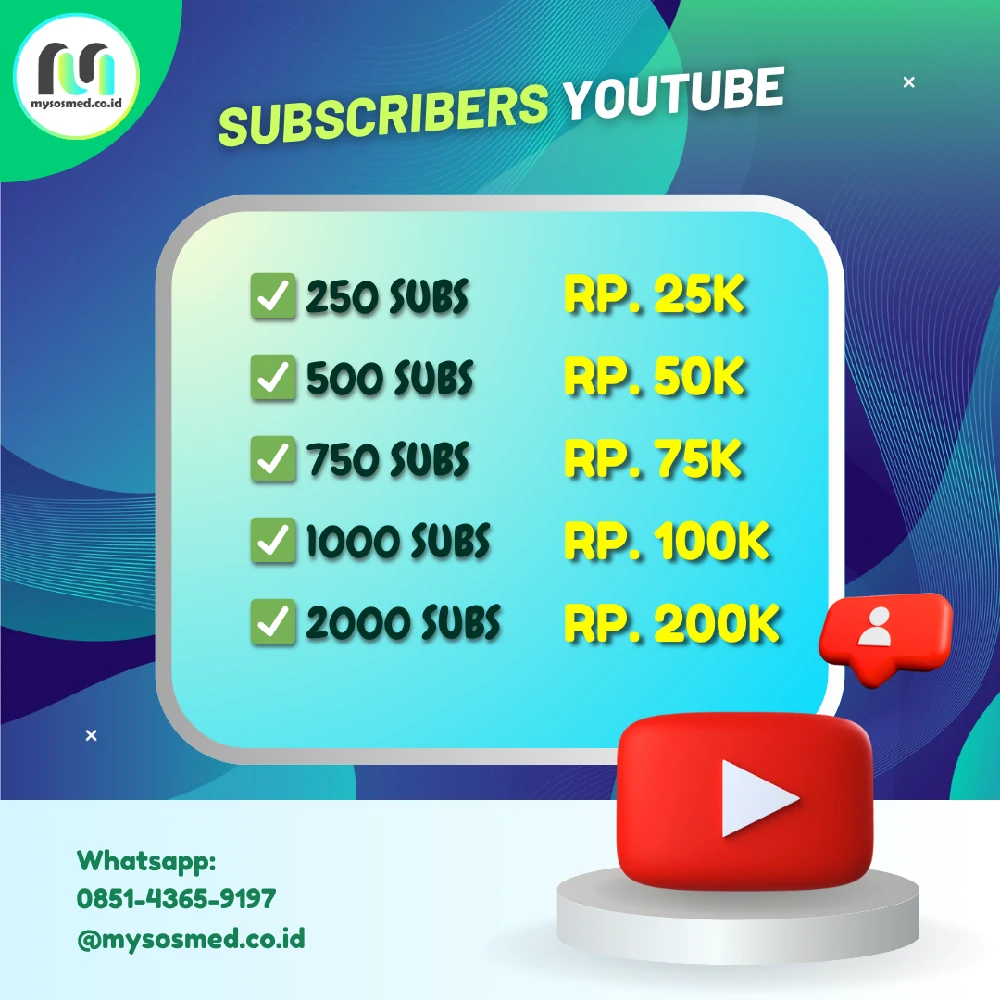 mysosmed.co.id
SUBSCRIBERS YOUTUBE
250 SUBS RP. 25K
500 SUBS RP. 50K
750 SUBS RP. 75K
1000 SUBS RP. 100K
2000 SUBS RP. 200K
Whatsapp:
0851-4365-9197
@mysosmed.co.id